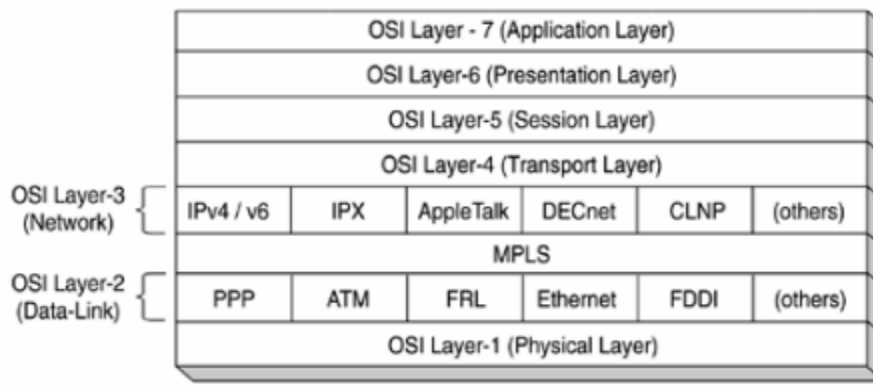 OSI Layer - 7 (Application Layer)
OSI Layer-6 (Presentation Layer)
OSI Layer-5 (Session Layer)
OSI Layer-4 (Transport Layer)
OSI Layer-3
(Network)
IPv4 / v6 IPX AppleTalk DECnet CLNP (others)
MPLS
OSI Layer-2
(Data-Link)
PPP ATM FRL Ethernet FDDI (others)
OSI Layer-1 (Physical Layer)